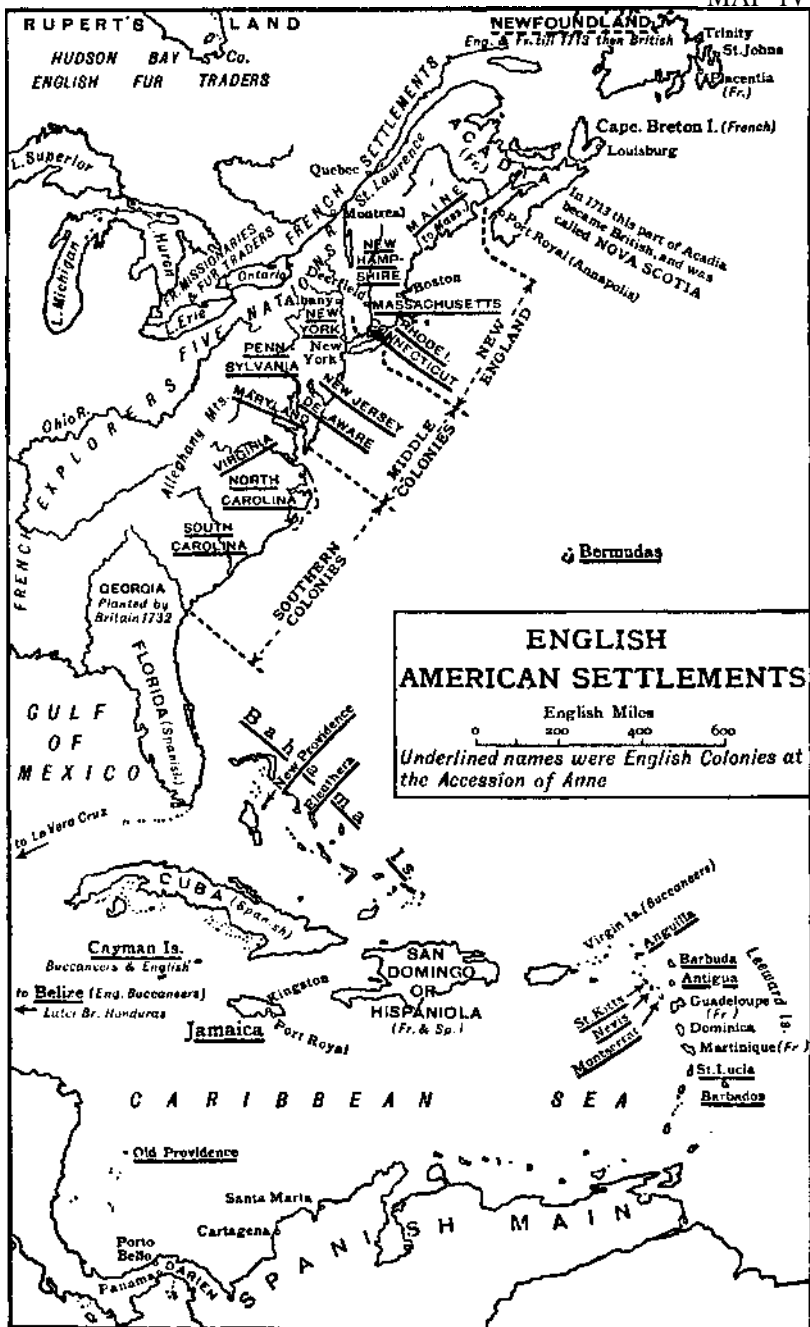 MAP IV
RUPERT'S LAND
HUDSON BAY Co.
ENGLISH FUR TRADERS
NEWFOUNDLAND
Eng. & Fr. till 1713 then British
Trinity
St. Johns
Placentia
(Fr.)
Cape Breton I. (French)
Louisburg
ACADIA
(Fr.)
In 1713 this part of Acadia
became British, and was
called NOVA SCOTIA
Port Royal (Annapolis)
FRENCH SETTLEMENTS
Quebec
R. St. Lawrence
Montreal
MAINE
(to Mass.)
L. Superior
L. Michigan
L. Huron
FR. MISSIONARIES
& FUR TRADERS
Ontario
L. Erie
FIVE NATIONS
NEW
HAMP-
SHIRE
Deerfield
Boston
Albany
MASSACHUSETTS
NEW
YORK
RHODE I.
CONNECTICUT
New
York
PENN
SYLVANIA
NEW JERSEY
MARYLAND
DELAWARE
NEW
ENGLAND
MIDDLE
COLONIES
Ohio R.
FRENCH EXPLORERS
Alleghany Mts.
VIRGINIA
NORTH
CAROLINA
SOUTH
CAROLINA
SOUTHERN
COLONIES
GEORGIA
Planted by
Britain 1732
FLORIDA (Spanish)
Bermudas
ENGLISH
AMERICAN SETTLEMENTS
English Miles
0 200 400 600
Underlined names were English Colonies at
the Accession of Anne
GULF
OF
MEXICO
to La Vera Cruz
Bahama Is.
New Providence
Eleathera
CUBA (Spanish)
Cayman Is.
Buccaneers & English
to Belize (Eng. Buccaneers)
Later Br. Honduras
Kingston
Jamaica
Port Royal
SAN
DOMINGO
OR
HISPANIOLA
(Fr. & Sp.)
Virgin Is. (Buccaneers)
Anguilla
Barbuda
Antigua
Leeward Is.
St. Kitts
Nevis
Montserrat
Guadeloupe
(Fr.)
Dominica
Martinique (Fr.)
St. Lucia
&
Barbados
CARIBBEAN SEA
Old Providence
Santa Maria
Cartagena
SPANISH MAIN
Porto
Bello
Panama
DARIEN